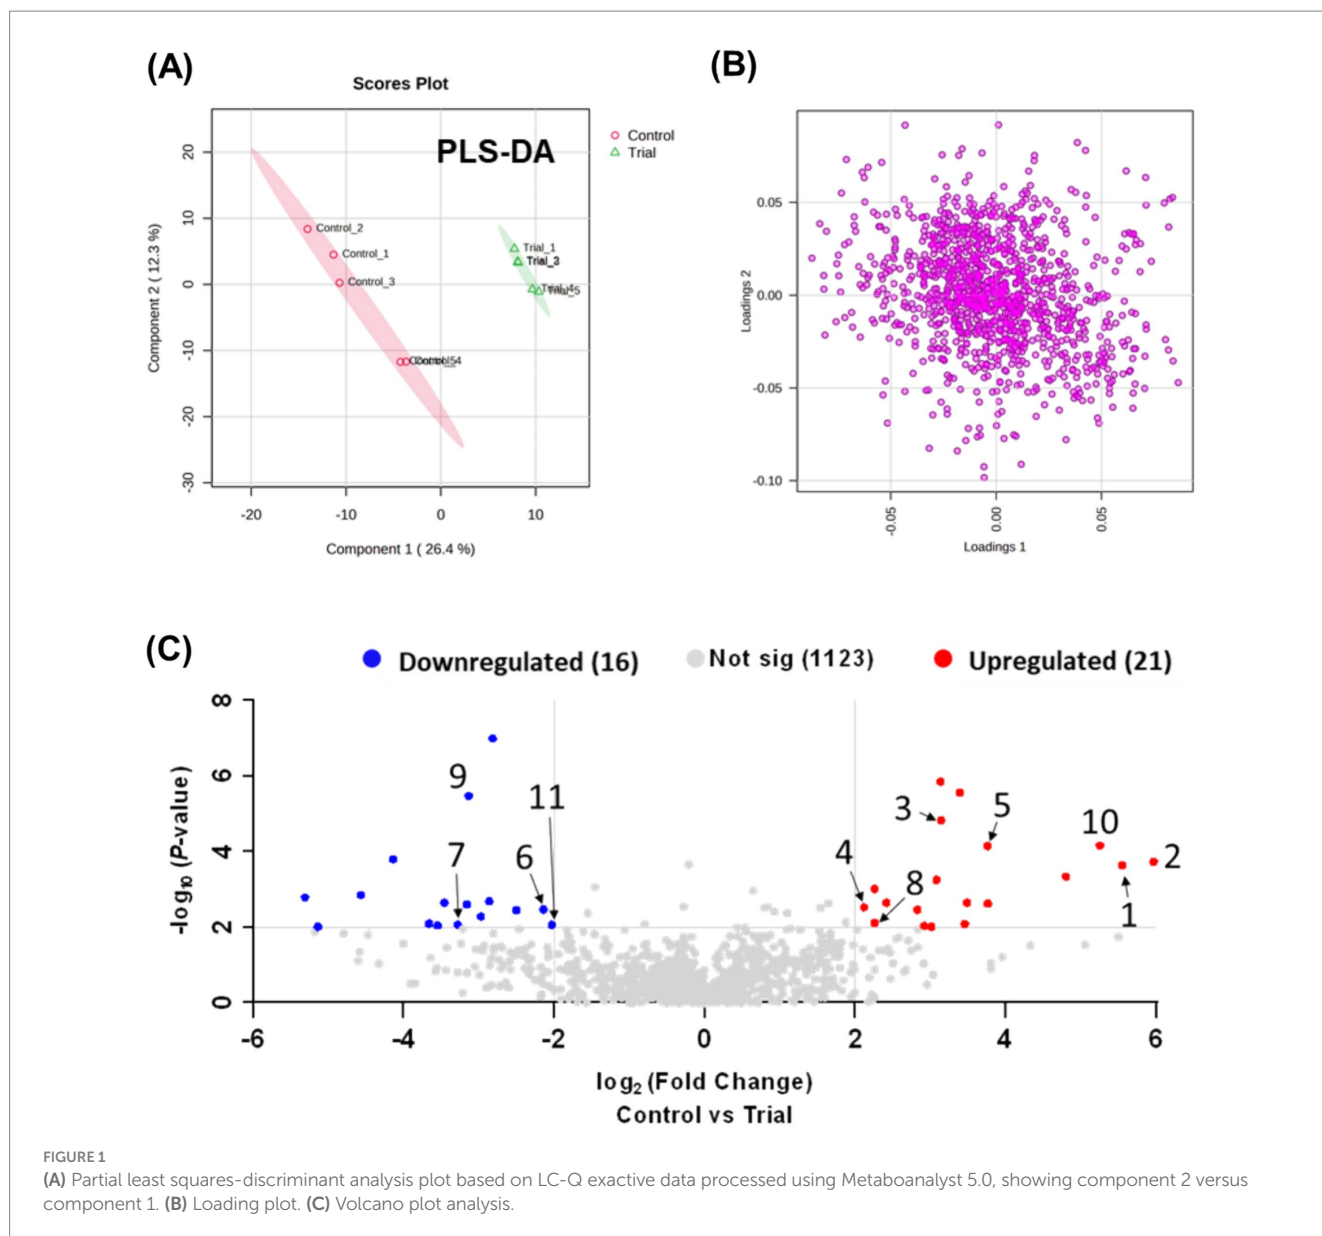 (A)
Scores Plot
PLS-DA
Control
Trial
Component 2 ( 12.3 %)
20
10
0
-10
-20
-30
Control_2
Control_1
Control_3
Trial_1
-20
-10
0
10
Component 1 ( 26.4 %)
(B)
Loadings 2
0.05
0.00
-0.05
-0.10
-0.05
0.00
0.05
Loadings 1
(C)
Downregulated (16)
Not sig (1123)
Upregulated (21)
-log10 (P-value)
8
6
4
2
0
9
11
7
6
3
5
4
8
10
2
1
-6
-4
-2
0
2
4
6
log2 (Fold Change)
Control vs Trial
FIGURE 1
(A) Partial least squares-discriminant analysis plot based on LC-Q exactive data processed using Metaboanalyst 5.0, showing component 2 versus
component 1. (B) Loading plot. (C) Volcano plot analysis.